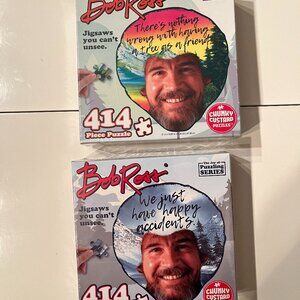 Bob Ross
Jigsaws
you can't
unsee.
There's nothing
wrong with having
a tree as a friend.
414
Piece Puzzle
CHUNKY
CUSTARD
PUZZLES
Bob Ross
The Joy of
Puzzling
SERIES
Jigsaws
you can't
unsee.
We just
have happy
accidents.
414
CHUNKY
CUSTARD